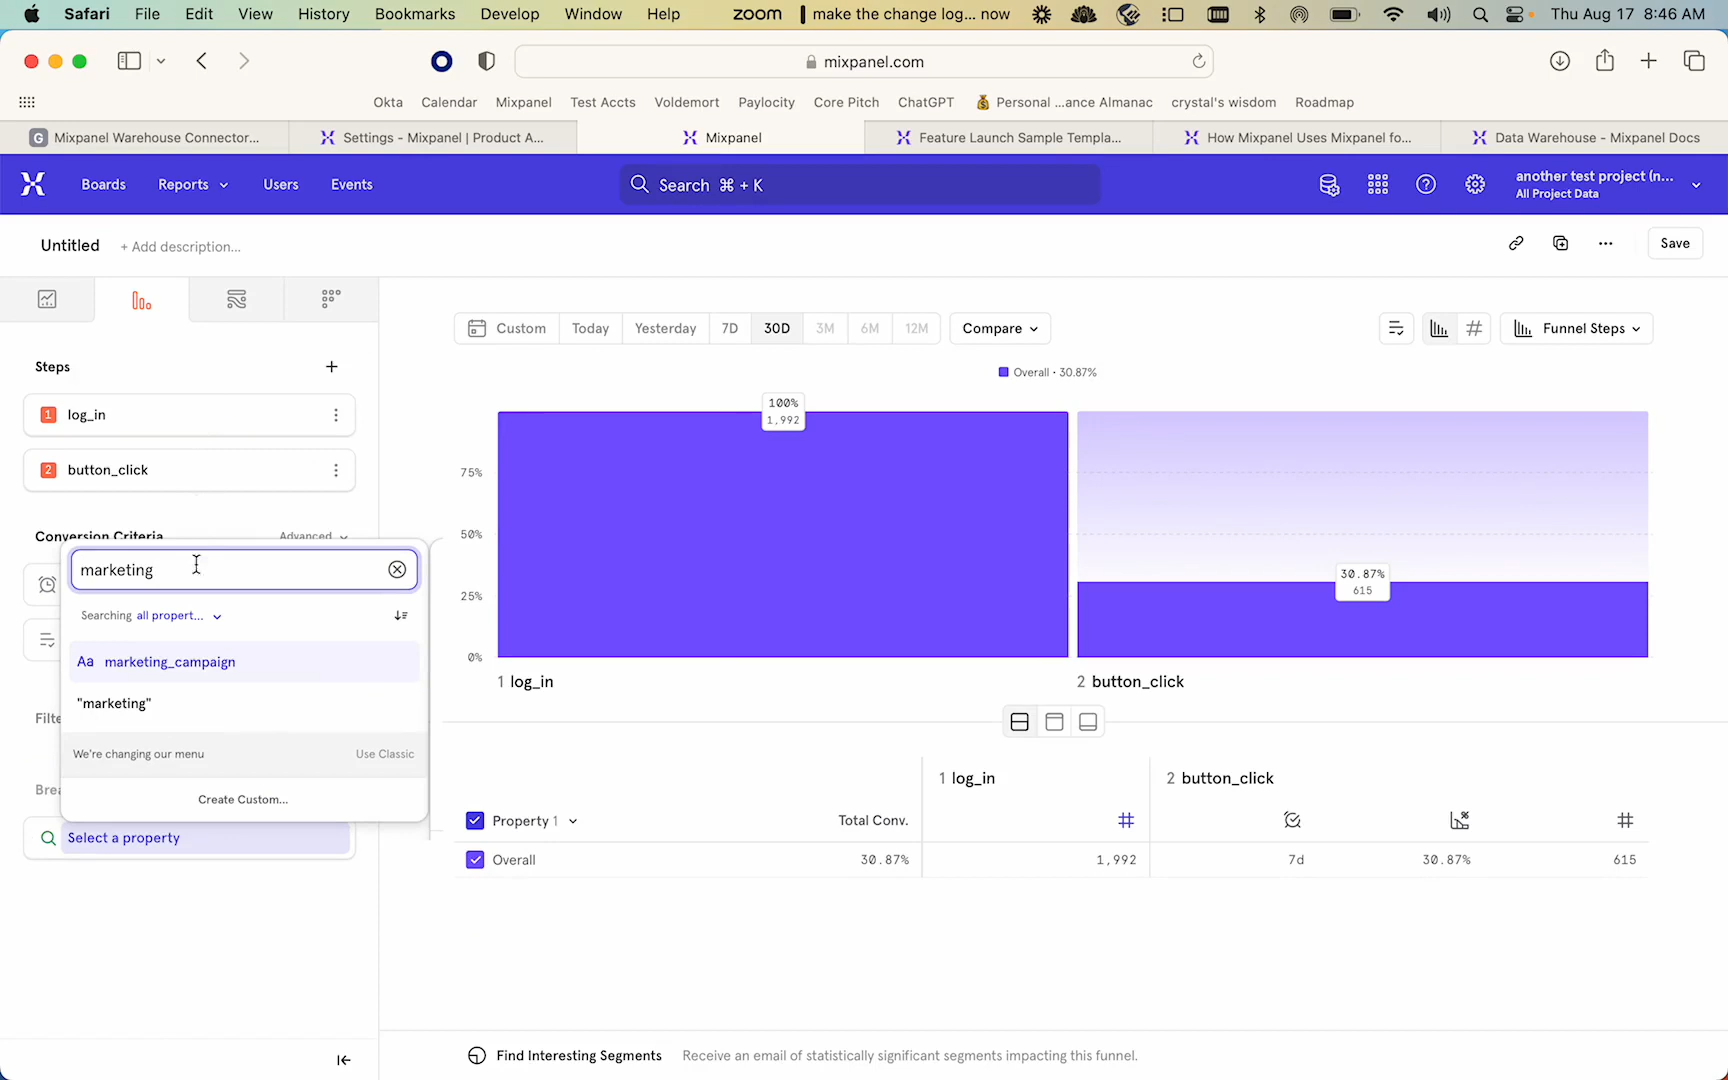 Safari File Edit View History Bookmarks Develop Window Help zoom make the change log... now Thu Aug 17 8:46 AM
mixpanel.com
Okta Calendar Mixpanel Test Accts Voldemort Paylocity Core Pitch ChatGPT Personal ...ance Almanac crystal's wisdom Roadmap
G Mixpanel Warehouse Connector... Settings - Mixpanel | Product A... Mixpanel Feature Launch Sample Templa... How Mixpanel Uses Mixpanel fo... Data Warehouse - Mixpanel Docs
Boards Reports Users Events Search ⌘ + K another test project (n...
All Project Data
Untitled + Add description... Save
Custom Today Yesterday 7D 30D 3M 6M 12M Compare # Funnel Steps
Steps +
Overall • 30.87%
1 log_in
2 button_click
Conversion Criteria Advanced
marketing
Searching all propert...
Aa marketing_campaign
"marketing"
We're changing our menu Use Classic
Create Custom...
Filte
Brea
Select a property
100%
1,992
75%
50%
25%
0%
30.87%
615
1 log_in 2 button_click
1 log_in 2 button_click
Property 1 Total Conv. # % #
Overall 30.87% 1,992 7d 30.87% 615
Find Interesting Segments Receive an email of statistically significant segments impacting this funnel.